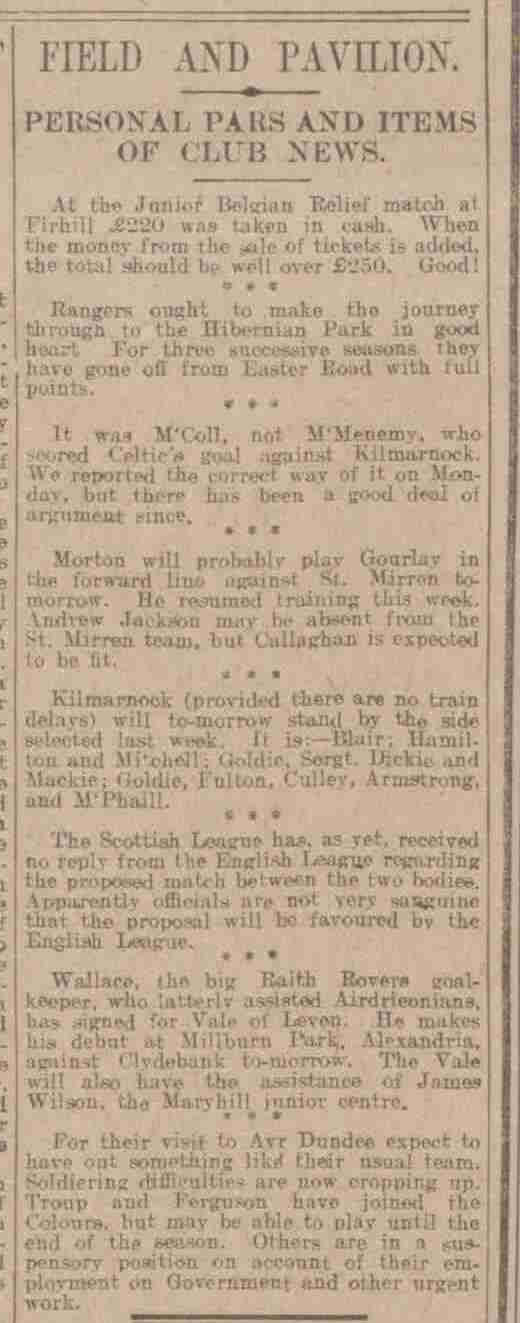 FIELD AND PAVILION.
PERSONAL PARS AND ITEMS
OF CLUB NEWS.
At the Junior Belgian Relief match at
Firhill £220 was taken in cash. When
the money from the sale of tickets is added,
the total should be well over £250. Good!
* * *
Rangers ought to make the journey
through to the Hibernian Park in good
heart For three successive seasons they
have gone off from Easter Road with full
points.
* * *
It was M'Coll, not M'Menemy, who
scored Celtic's goal against Kilmarnock.
We reported the correct way of it on Mon-
day, but there has been a good deal of
argument since.
* * *
Morton will probably play Gourlay in
the forward line against St. Mirren to-
morrow. He resumed training this week.
Andrew Jackson may be absent from the
St. Mirren team, but Callaghan is expected
to be fit.
* * *
Kilmarnock (provided there are no train
delays) will to-morrow stand by the side
selected last week. It is:—Blair; Hamil-
ton and Mitchell; Goldie, Sergt. Dickie and
Mackie; Goldie, Fulton, Culley, Armstrong,
and M'Phaill.
* * *
The Scottish League has, as yet, received
no reply from the English League regarding
the proposed match between the two bodies.
Apparently officials are not very sanguine
that the proposal will be favoured by the
English League.
* * *
Wallace, the big Raith Rovers goal-
keeper, who latterly assisted Airdrieonians,
has signed for Vale of Leven. He makes
his debut at Millburn Park, Alexandria,
against Clydebank to-morrow. The Vale
will also have the assistance of James
Wilson, the Maryhill junior centre.
* * *
For their visit to Ayr Dundee expect to
have out something like their usual team.
Soldiering difficulties are now cropping up.
Troup and Ferguson have joined the
Colours, but may be able to play until the
end of the season. Others are in a sus-
pensory position on account of their em-
ployment on Government and other urgent
work.